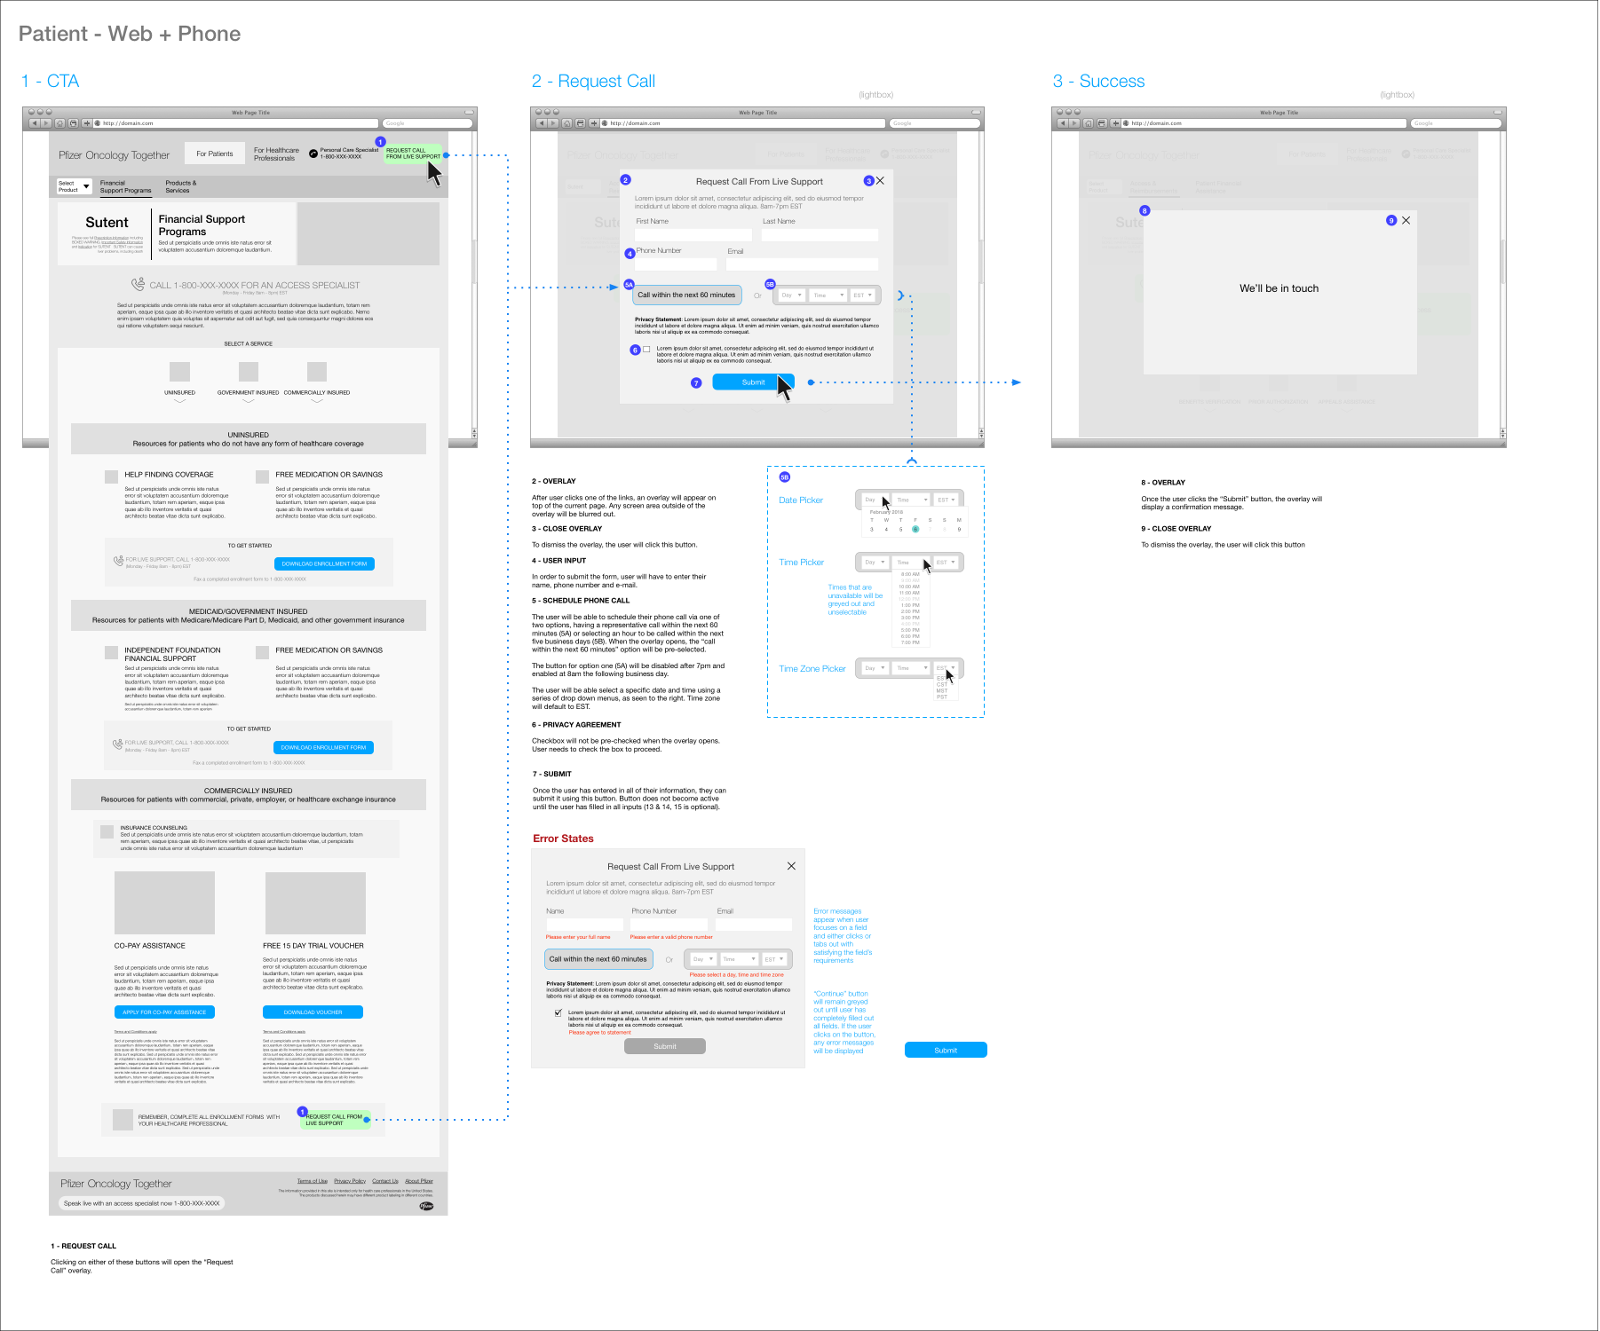 Patient - Web + Phone
1 - CTA
Web Page Title
http://domain.com
Google
Pfizer Oncology Together
For Patients
For Healthcare
Professionals
Personal Care Specialist
1-800-XXX-XXXX
1
REQUEST CALL
FROM LIVE SUPPORT
Select
Product
Financial
Support Programs
Products &
Services
Sutent
Financial Support
Programs
Sed ut perspiciatis unde omnis iste natus error sit
voluptatem accusantium doloremque laudantium.
CALL 1-800-XXX-XXXX FOR AN ACCESS SPECIALIST
(Monday - Friday 8am - 8pm) EST
Sed ut perspiciatis unde omnis iste natus error sit voluptatem accusantium doloremque laudantium, totam rem
aperiam, eaque ipsa quae ab illo inventore veritatis et quasi architecto beatae vitae dicta sunt explicabo. Nemo
enim ipsam voluptatem quia voluptas sit aspernatur aut odit aut fugit, sed quia consequuntur magni dolores eos
qui ratione voluptatem sequi nesciunt.
SELECT A SERVICE
UNINSURED
GOVERNMENT INSURED
COMMERCIALLY INSURED
UNINSURED
Resources for patients who do not have any form of healthcare coverage
HELP FINDING COVERAGE
Sed ut perspiciatis unde omnis iste natus
error sit voluptatem accusantium doloremque
laudantium, totam rem aperiam, eaque ipsa
quae ab illo inventore veritatis et quasi
architecto beatae vitae dicta sunt explicabo.
FREE MEDICATION OR SAVINGS
Sed ut perspiciatis unde omnis iste natus
error sit voluptatem accusantium doloremque
laudantium, totam rem aperiam, eaque ipsa
quae ab illo inventore veritatis et quasi
architecto beatae vitae dicta sunt explicabo.
TO GET STARTED
FOR LIVE SUPPORT, CALL 1-800-XXX-XXXX
(Monday - Friday 8am - 8pm) EST
DOWNLOAD ENROLLMENT FORM
Fax a completed enrollment form to 1-800-XXX-XXXX
MEDICAID/GOVERNMENT INSURED
Resources for patients with Medicare/Medicare Part D, Medicaid, and other government insurance
INDEPENDENT FOUNDATION
FINANCIAL SUPPORT
Sed ut perspiciatis unde omnis iste natus
error sit voluptatem accusantium doloremque
laudantium, totam rem aperiam, eaque ipsa
quae ab illo inventore veritatis et quasi
architecto beatae vitae dicta sunt explicabo.
Sed ut perspiciatis unde omnis iste natus error sit voluptatem
accusantium doloremque laudantium, totam rem aperiam
FREE MEDICATION OR SAVINGS
Sed ut perspiciatis unde omnis iste natus
error sit voluptatem accusantium doloremque
laudantium, totam rem aperiam, eaque ipsa
quae ab illo inventore veritatis et quasi
architecto beatae vitae dicta sunt explicabo.
TO GET STARTED
FOR LIVE SUPPORT, CALL 1-800-XXX-XXXX
(Monday - Friday 8am - 8pm) EST
DOWNLOAD ENROLLMENT FORM
Fax a completed enrollment form to 1-800-XXX-XXXX
COMMERCIALLY INSURED
Resources for patients with commercial, private, employer, or healthcare exchange insurance
INSURANCE COUNSELING
Sed ut perspiciatis unde omnis iste natus error sit voluptatem accusantium doloremque laudantium, totam
rem aperiam, eaque ipsa quae ab illo inventore veritatis et quasi architecto beatae vitae. ut perspiciatis
unde omnis iste natus error sit voluptatem accusantium doloremque laudantium
CO-PAY ASSISTANCE
Sed ut perspiciatis unde omnis iste natus
error sit voluptatem accusantium doloremque
laudantium, totam rem aperiam, eaque ipsa
quae ab illo inventore veritatis et quasi
architecto beatae vitae dicta sunt explicabo.
APPLY FOR CO-PAY ASSISTANCE
Terms and Conditions apply
FREE 15 DAY TRIAL VOUCHER
Sed ut perspiciatis unde omnis iste natus
error sit voluptatem accusantium doloremque
laudantium, totam rem aperiam, eaque ipsa
quae ab illo inventore veritatis et quasi
architecto beatae vitae dicta sunt explicabo.
DOWNLOAD VOUCHER
Terms and Conditions apply
REMEMBER, COMPLETE ALL ENROLLMENT FORMS WITH
YOUR HEALTHCARE PROFESSIONAL
1
REQUEST CALL FROM
LIVE SUPPORT
Pfizer Oncology Together
Speak live with an access specialist now 1-800-XXX-XXXX
Terms of Use
Privacy Policy
Contact Us
About Pfizer
Pfizer
1 - REQUEST CALL
Clicking on either of these buttons will open the “Request
Call” overlay.
2 - Request Call
(lightbox)
Web Page Title
http://domain.com
Google
2
Request Call From Live Support
3
Lorem ipsum dolor sit amet, consectetur adipiscing elit, sed do eiusmod tempor
incididunt ut labore et dolore magna aliqua. 8am-7pm EST
First Name
Last Name
4
Phone Number
Email
5A
Call within the next 60 minutes
Or
5B
Day
Time
EST
Privacy Statement: Lorem ipsum dolor sit amet, consectetur adipiscing elit, sed do eiusmod tempor
incididunt ut labore et dolore magna aliqua. Ut enim ad minim veniam, quis nostrud exercitation ullamco
laboris nisi ut aliquip ex ea commodo consequat.
6
Lorem ipsum dolor sit amet, consectetur adipiscing elit, sed do eiusmod tempor incididunt ut
labore et dolore magna aliqua. Ut enim ad minim veniam, quis nostrud exercitation ullamco
laboris nisi ut aliquip ex ea commodo consequat.
7
Submit
2 - OVERLAY
After user clicks one of the links, an overlay will appear on
top of the current page. Any screen area outside of the
overlay will be blurred out.
3 - CLOSE OVERLAY
To dismiss the overlay, the user will click this button.
4 - USER INPUT
In order to submit the form, user will have to enter their
name, phone number and e-mail.
5 - SCHEDULE PHONE CALL
The user will be able to schedule their phone call via one of
two options, having a representative call within the next 60
minutes (5A) or selecting an hour to be called within the next
five business days (5B). When the overlay opens, the “call
within the next 60 minutes” option will be pre-selected.
The button for option one (5A) will be disabled after 7pm and
enabled at 8am the following business day.
The user will be able select a specific date and time using a
series of drop down menus, as seen to the right. Time zone
will default to EST.
6 - PRIVACY AGREEMENT
Checkbox will not be pre-checked when the overlay opens.
User needs to check the box to proceed.
7 - SUBMIT
Once the user has entered in all of their information, they can
submit it using this button. Button does not become active
until the user has filled in all inputs (13 & 14, 15 is optional).
5B
Date Picker
Day
Time
EST
February 2018
T W T F S S M
3 4 5 6 7 8 9
Time Picker
Day
Time
EST
Times that are
unavailable will be
greyed out and
unselectable
8:00 AM
9:00 AM
10:00 AM
11:00 AM
12:00 PM
1:00 PM
2:00 PM
3:00 PM
4:00 PM
5:00 PM
6:00 PM
7:00 PM
Time Zone Picker
Day
Time
EST
EST
CST
MST
PST
Error States
Request Call From Live Support
Lorem ipsum dolor sit amet, consectetur adipiscing elit, sed do eiusmod tempor
incididunt ut labore et dolore magna aliqua. 8am-7pm EST
Name
Phone Number
Email
Please enter your full name
Please enter a valid phone number
Call within the next 60 minutes
Or
Day
Time
EST
Please select a day, time and time zone
Privacy Statement: Lorem ipsum dolor sit amet, consectetur adipiscing elit, sed do eiusmod tempor
incididunt ut labore et dolore magna aliqua. Ut enim ad minim veniam, quis nostrud exercitation ullamco
laboris nisi ut aliquip ex ea commodo consequat.
Lorem ipsum dolor sit amet, consectetur adipiscing elit, sed do eiusmod tempor incididunt ut
labore et dolore magna aliqua. Ut enim ad minim veniam, quis nostrud exercitation ullamco
laboris nisi ut aliquip ex ea commodo consequat.
Please agree to statement
Submit
Error messages
appear when user
focuses on a field
and either clicks or
tabs out with
satisfying the field's
requirements
“Continue” button
will remain greyed
out until user has
completely filled out
all fields. If the user
clicks on the button,
any error messages
will be displayed
Submit
3 - Success
(lightbox)
Web Page Title
http://domain.com
Google
8
9
We'll be in touch
8 - OVERLAY
Once the user clicks the “Submit” button, the overlay will
display a confirmation message.
9 - CLOSE OVERLAY
To dismiss the overlay, the user will click this button